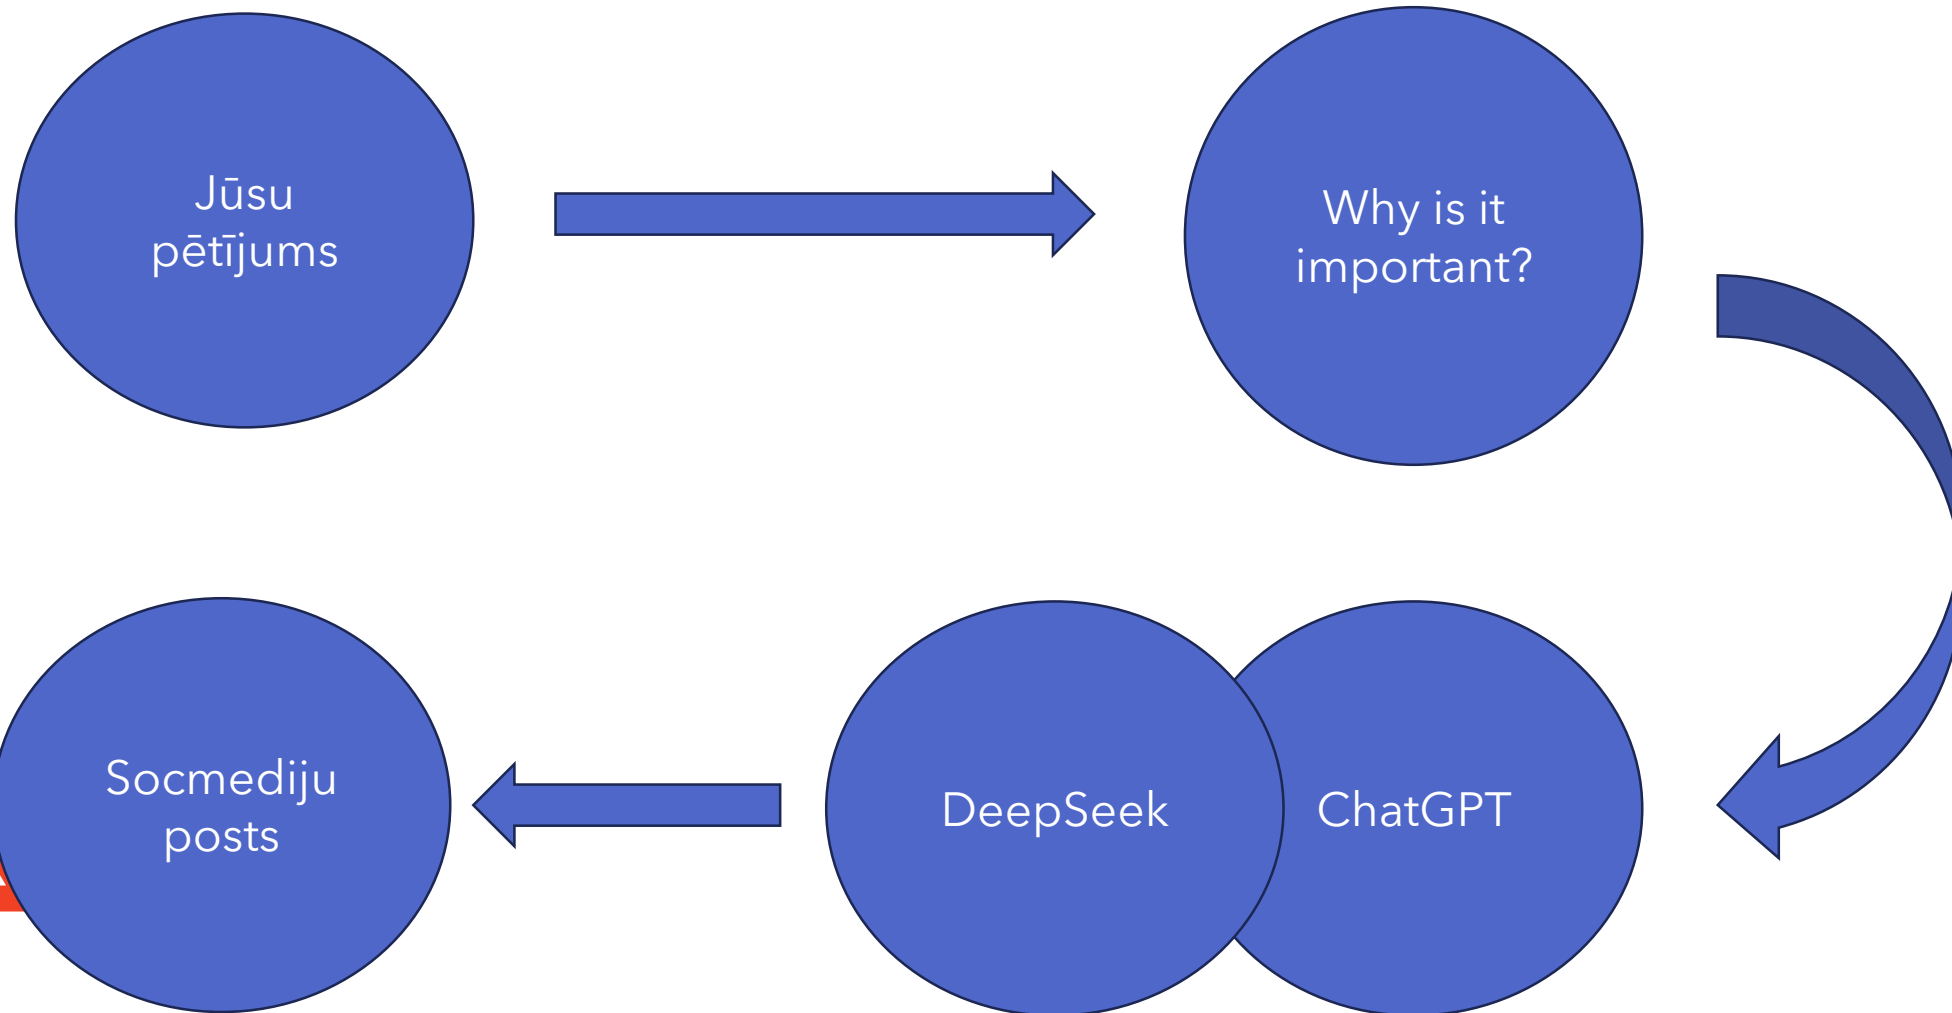 Jūsu
pētījums
Why is it
important?
Socmediju
posts
DeepSeek
ChatGPT